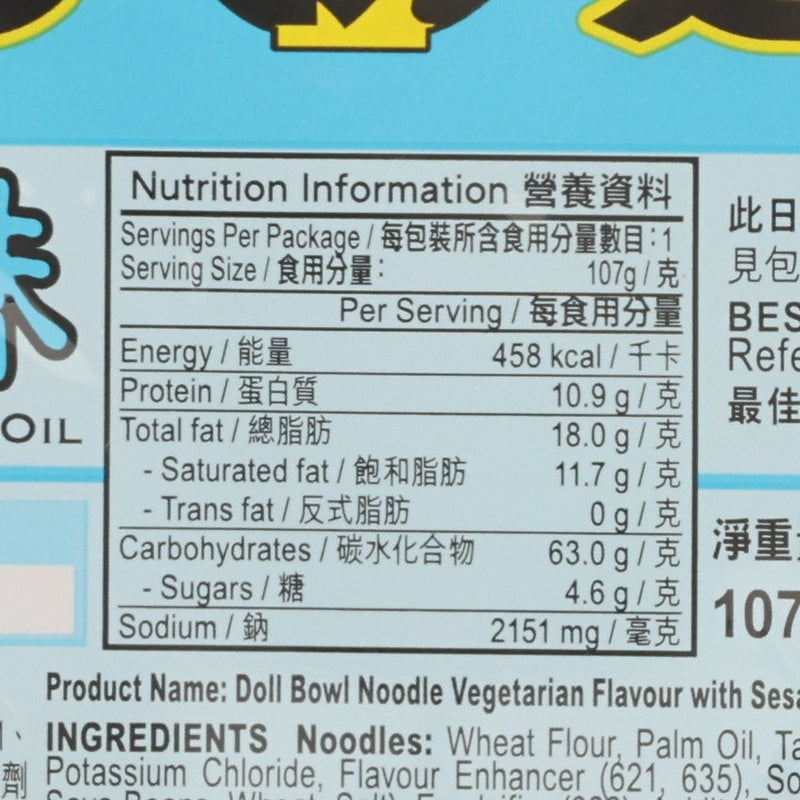 味
OIL
Nutrition Information 營養資料
Servings Per Package / 每包裝所含食用分量數目：1
Serving Size / 食用分量： 107g / 克
Per Serving / 每食用分量
Energy / 能量 458 kcal / 千卡
Protein / 蛋白質 10.9 g / 克
Total fat / 總脂肪 18.0 g / 克
- Saturated fat / 飽和脂肪 11.7 g / 克
- Trans fat / 反式脂肪 0 g / 克
Carbohydrates / 碳水化合物 63.0 g / 克
- Sugars / 糖 4.6 g / 克
Sodium / 鈉 2151 mg / 毫克
此日
見包
BES
Refe
最佳
淨重
107
Product Name: Doll Bowl Noodle Vegetarian Flavour with Sesa
INGREDIENTS Noodles: Wheat Flour, Palm Oil, Ta
劑 Potassium Chloride, Flavour Enhancer (621, 635), So